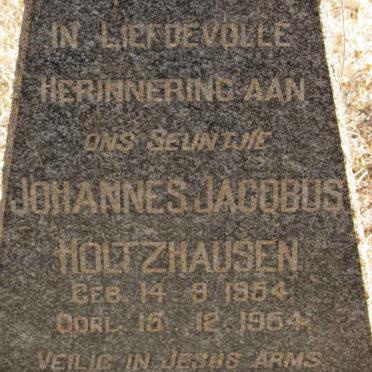 IN LIEFDEVOLLE
HERINNERING AAN
ONS SEUNTJIE
JOHANNES JACOBUS
HOLTZHAUSEN
GEB. 14. 9. 1954.
OORL. 15. 12. 1964.
VEILIG IN JESUS ARMS